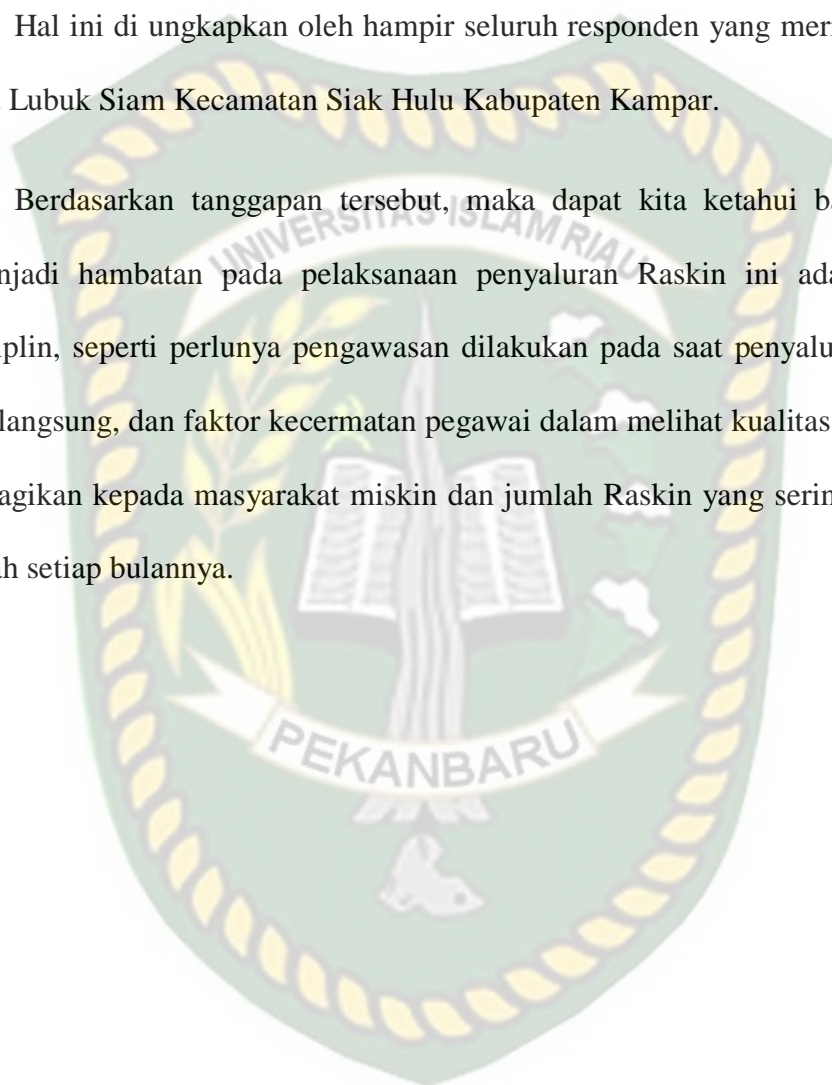 Hal ini di ungkapkan oleh hampir seluruh responden yang mer
Lubuk Siam Kecamatan Siak Hulu Kabupaten Kampar.
Berdasarkan tanggapan tersebut, maka dapat kita ketahui ba
njadi hambatan pada pelaksanaan penyaluran Raskin ini ada
iplin, seperti perlunya pengawasan dilakukan pada saat penyalu
langsung, dan faktor kecermatan pegawai dalam melihat kualitas
agikan kepada masyarakat miskin dan jumlah Raskin yang serin
ah setiap bulannya.
UNIVERSITAS ISLAM RIAU
PEKANBARU